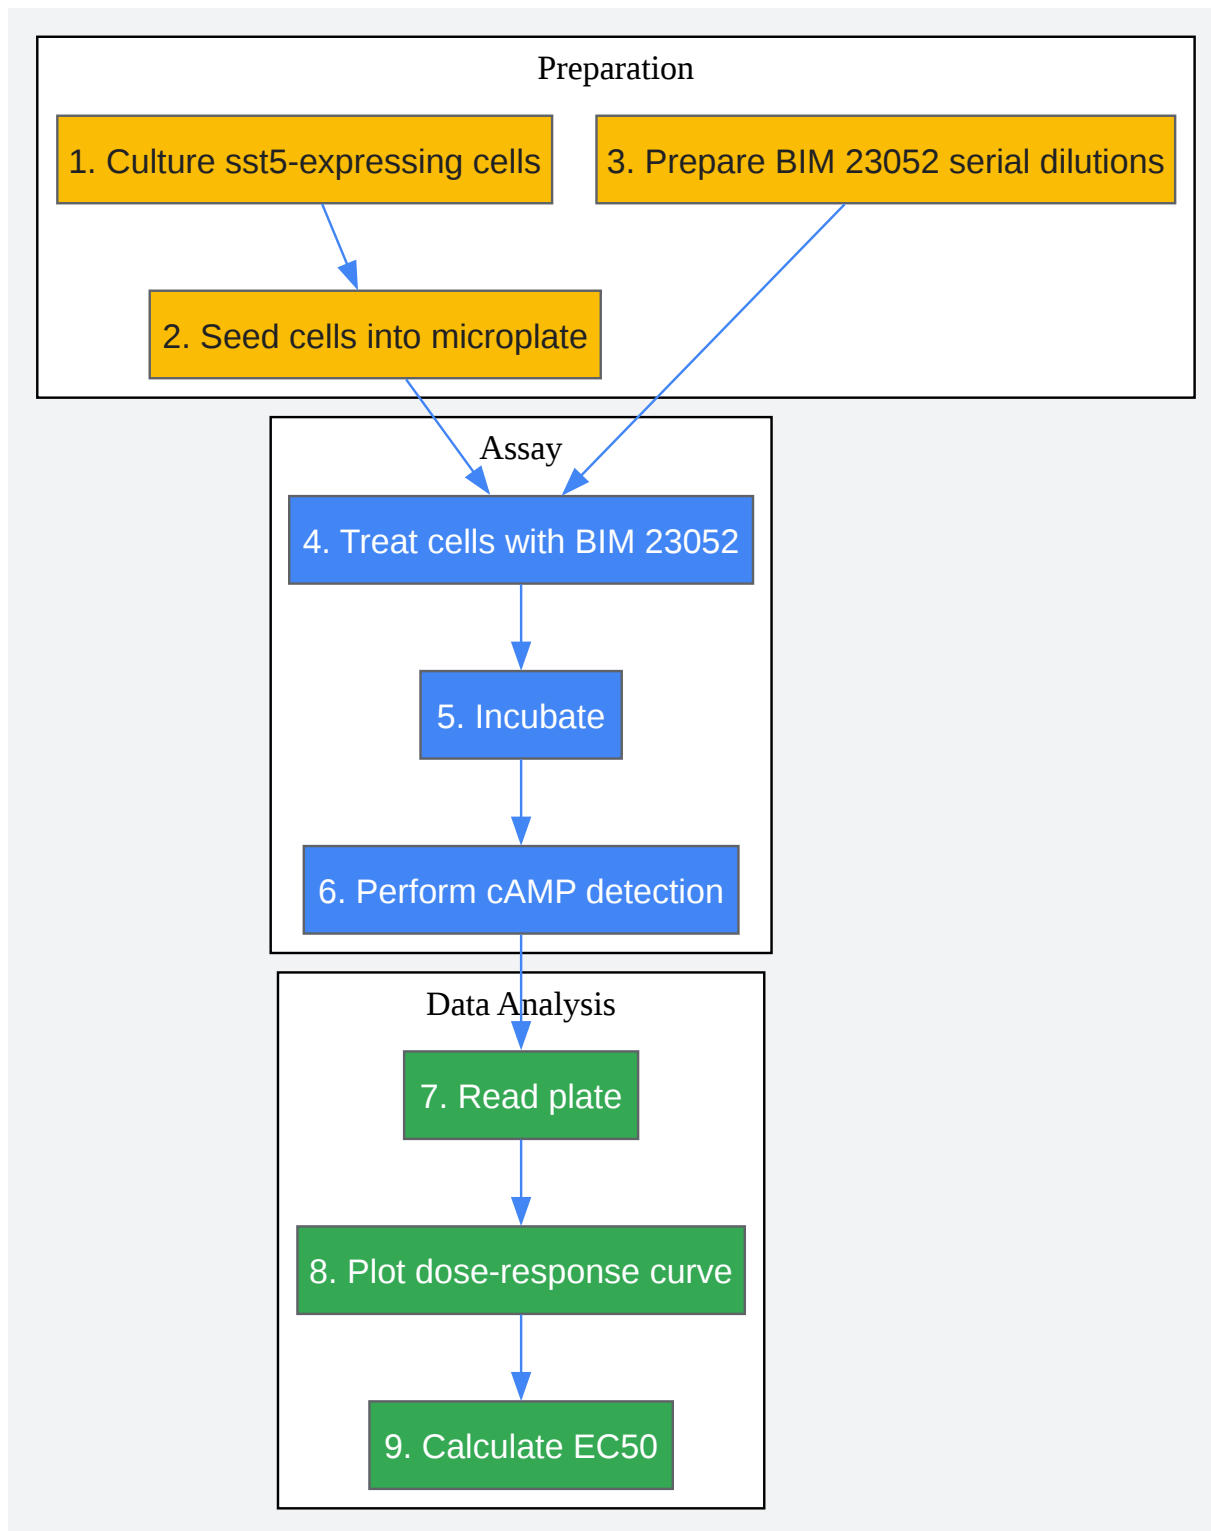 Preparation
1. Culture sst5-expressing cells
3. Prepare BIM 23052 serial dilutions
2. Seed cells into microplate
Assay
4. Treat cells with BIM 23052
5. Incubate
6. Perform cAMP detection
Data Analysis
7. Read plate
8. Plot dose-response curve
9. Calculate EC50